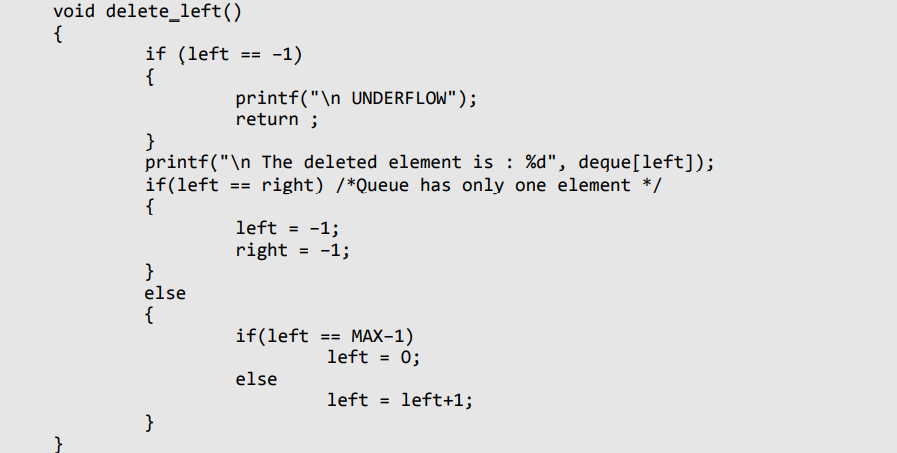 void delete_left()
{
if (left == -1)
{
printf("\n UNDERFLOW");
return ;
}
printf("\n The deleted element is : %d", deque[left]);
if(left == right) /*Queue has only one element */
{
left = -1;
right = -1;
}
else
{
if(left == MAX-1)
left = 0;
else
left = left+1;
}
}